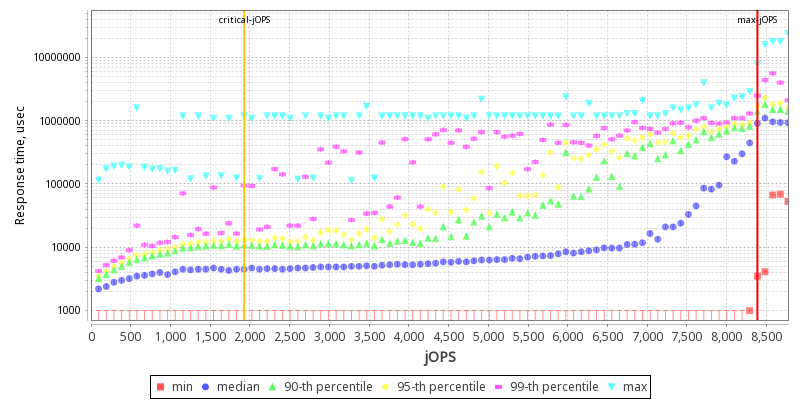 critical-jOPS max-jOPS
10000000
1000000
100000
10000
1000
Response time, usec
0 500 1,000 1,500 2,000 2,500 3,000 3,500 4,000 4,500 5,000 5,500 6,000 6,500 7,000 7,500 8,000 8,500
jOPS
min median 90-th percentile 95-th percentile 99-th percentile max